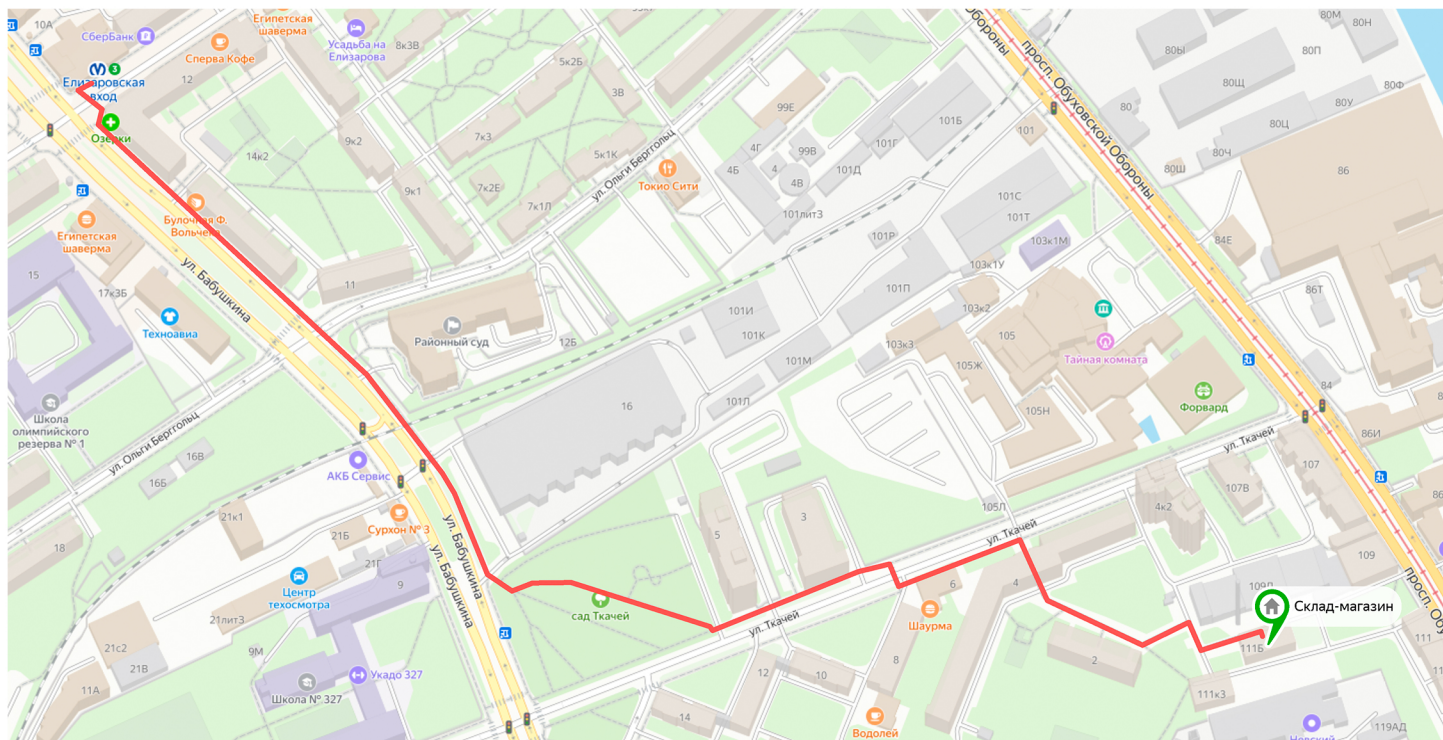 10А
СберБанк
Египетская
шаверма
Сперва Кофе
Усадьба на
Елизарова
8к3В
5к2Б
80М
80Н
80Ы
80П
80Щ
80Ф
80У
80Ц
80Ч
80Ш
80
просп. Обуховской Обороны
Обороны
3
Елизаровская
вход
12
Озерки
3В
99Е
101Б
101
9к2
7к3
14к2
5к1К
ул. Ольги Берггольц
4Г
99В
101Г
4Б
4
4В
101Д
86
9к1
7к2Е
7к1Л
Токио Сити
101С
101Т
101литЗ
Булочная Ф.
Вольчека
Египетская
шаверма
101Р
103к1М
84Е
15
ул. Бабушкина
103к1У
11
17к3Б
101П
103к2
86Т
Техноавиа
Районный суд
12Б
101И
101К
105
103к3
Тайная комната
101М
105Ж
84
Школа
олимпийского
резерва № 1
16
101Л
105Н
Форвард
ул. Ольги Берггольц
16В
86И
ул. Ткачей
16Б
АКБ Сервис
107
107В
21к1
Сурхон № 3
ул. Бабушкина
3
105Л
4к2
18
21Б
5
ул. Ткачей
ул. Бабушкина
21Г
109
9
Центр
техосмотра
4
6
109Л
просп. Обу
Склад-магазин
21лит3
сад Ткачей
ул. Ткачей
Шаурма
21с2
9М
111Б
21В
8
2
12
10
Укадо 327
11А
Школа № 327
111к3
14
Водолей
Невский
119АД